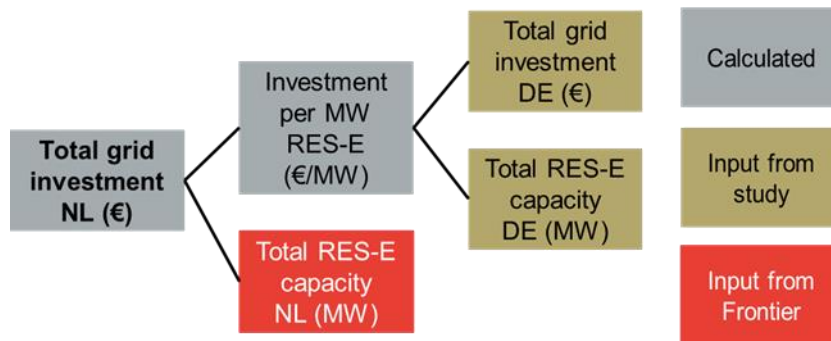 Total grid
investment
NL (€)
Investment
per MW
RES-E
(€/MW)
Total RES-E
capacity
NL (MW)
Total grid
investment
DE (€)
Total RES-E
capacity
DE (MW)
Calculated
Input from
study
Input from
Frontier